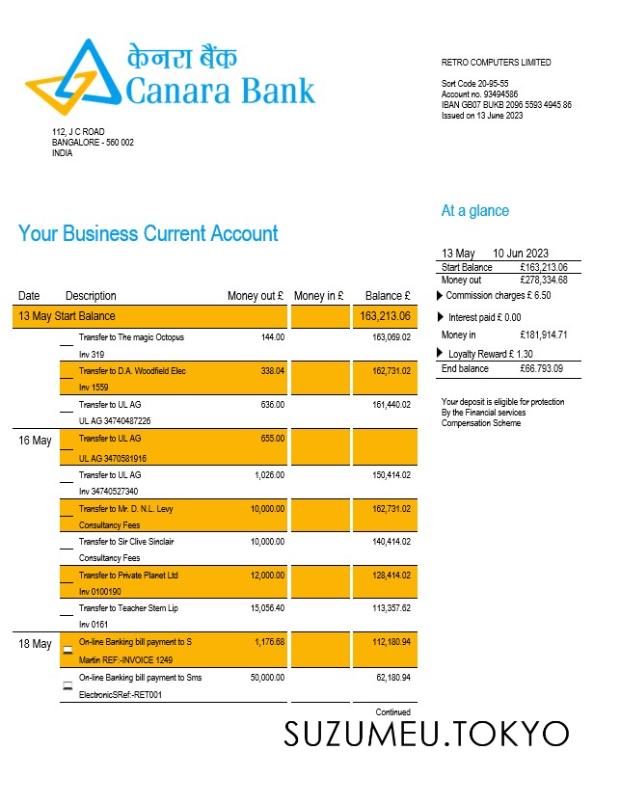 केनरा बैंक
Canara Bank
112, J C ROAD
BANGALORE - 560 002
INDIA
RETRO COMPUTERS LIMITED
Sort Code 20-95-55
Account no. 93494586
IBAN GB07 BUKB 2096 5593 4945 86
Issued on 13 June 2023
At a glance
Your Business Current Account
13 May 10 Jun 2023
Start Balance £163,213.06
Money out £278,334.68
Commission charges £ 6.50
Interest paid £ 0.00
Money in £181,914.71
Loyalty Reward £ 1.30
End balance £66.793.09
Your deposit is eligible for protection
By the Financial services
Compensation Scheme
Date Description Money out £ Money in £ Balance £
13 May Start Balance 163,213.06
Transfer to The magic Octopus 144.00 163,069.02
Inv 319
Transfer to D.A. Woodfield Elec 338.04 162,731.02
Inv 1559
Transfer to UL AG 636.00 161,440.02
UL AG 34740487226
16 May Transfer to UL AG 655.00
UL AG 3470581916
Transfer to UL AG 1,026.00 150,414.02
Inv 34740527340
Transfer to Mr. D. N.L. Levy 10,000.00 162,731.02
Consultancy Fees
Transfer to Sir Clive Sinclair 10,000.00 140,414.02
Consultancy Fees
Transfer to Private Planet Ltd 12,000.00 128,414.02
Inv 0100190
Transfer to Teacher Stem Lip 15,056.40 113,357.62
Inv 0161
18 May On-line Banking bill payment to S 1,176.68 112,180.94
Martin REF:-INVOICE 1249
On-line Banking bill payment to Sms 50,000.00 62,180.94
ElectronicSRef:-RET001
Continued
SUZUMEU.TOKYO